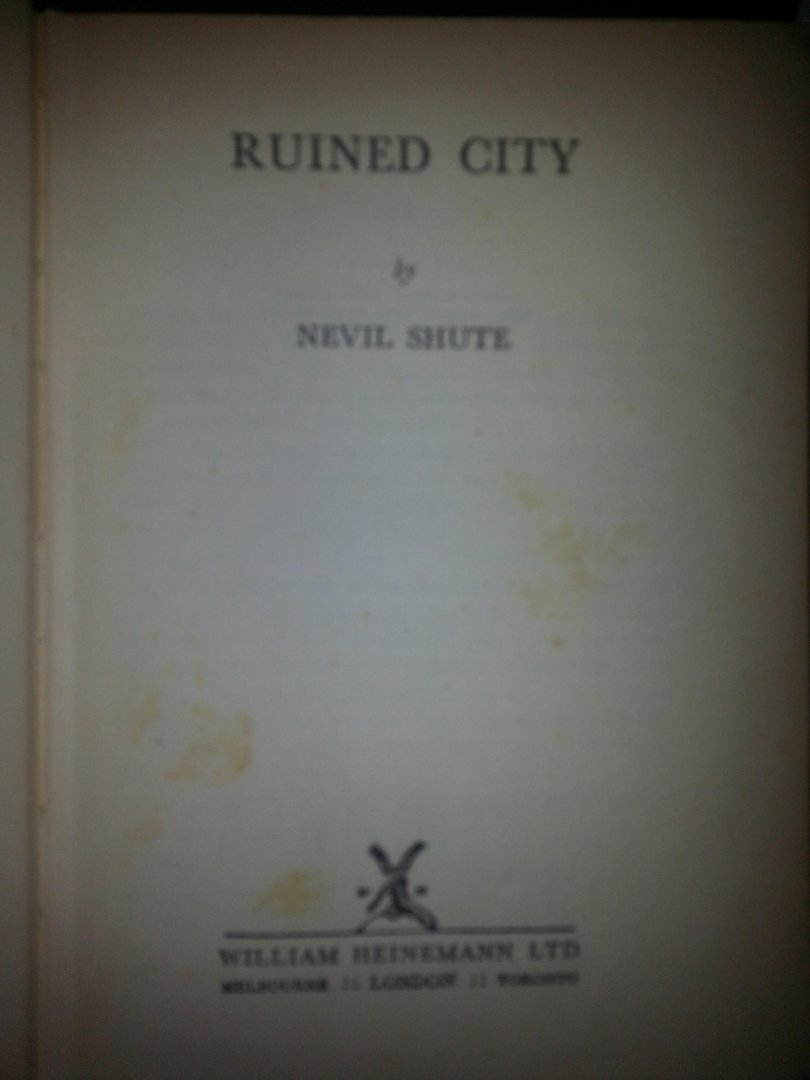 RUINED CITY
by
NEVIL SHUTE
WILLIAM HEINEMANN LTD
MELBOURNE :: LONDON :: TORONTO